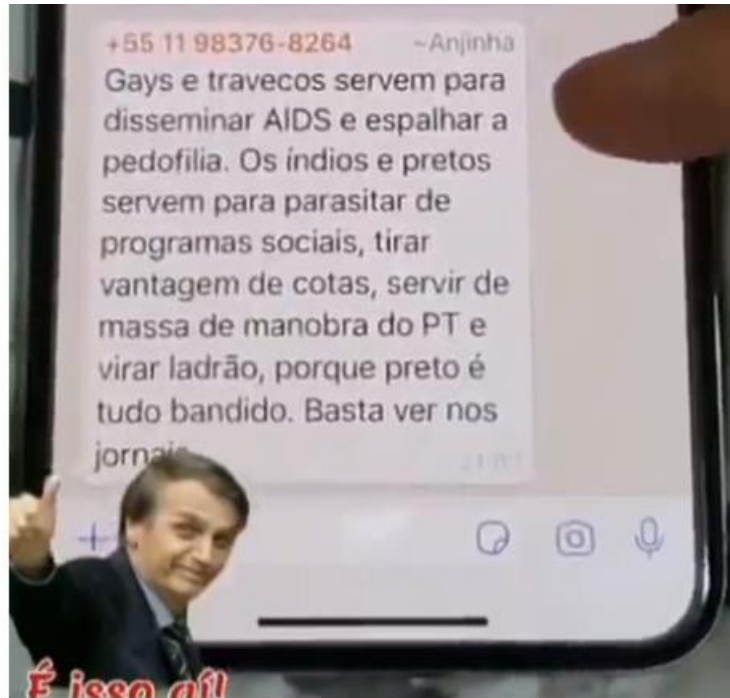 +55 11 98376-8264 ~Anjinha
Gays e travecos servem para
disseminar AIDS e espalhar a
pedofilia. Os índios e pretos
servem para parasitar de
programas sociais, tirar
vantagem de cotas, servir de
massa de manobra do PT e
virar ladrão, porque preto é
tudo bandido. Basta ver nos
É isso aí!